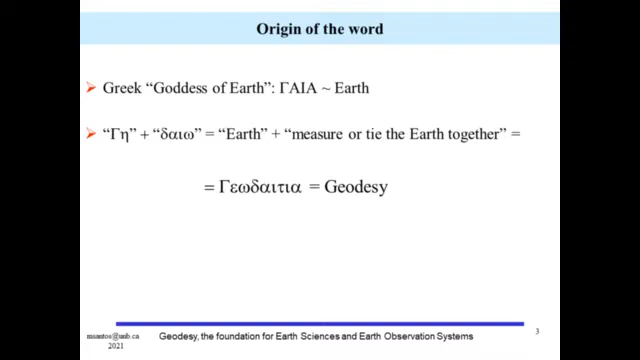 Origin of the word
Greek “Goddess of Earth”: ΓΑΙΑ ~ Earth
“Γη” + “δαιω” = “Earth” + “measure or tie the Earth together” =
= Γεωδαιτια = Geodesy
msantos@unb.ca
2021
Geodesy, the foundation for Earth Sciences and Earth Observation Systems
3